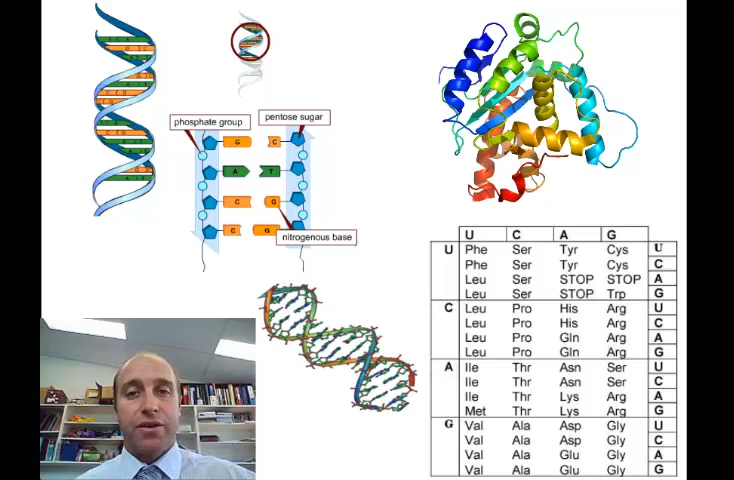 phosphate group
pentose sugar
G C
A T
C G
C G
nitrogenous base
U C A G
U Phe Ser Tyr Cys U
Phe Ser Tyr Cys C
Leu Ser STOP STOP A
Leu Ser STOP Trp G
C Leu Pro His Arg U
Leu Pro His Arg C
Leu Pro Gln Arg A
Leu Pro Gln Arg G
A Ile Thr Asn Ser U
Ile Thr Asn Ser C
Ile Thr Lys Arg A
Met Thr Lys Arg G
G Val Ala Asp Gly U
Val Ala Asp Gly C
Val Ala Glu Gly A
Val Ala Glu Gly G